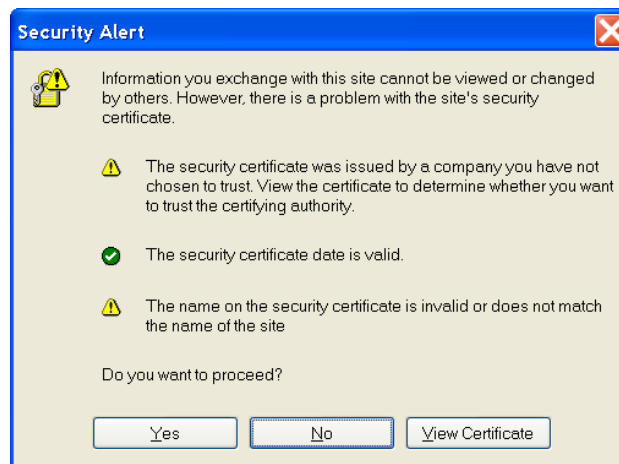 Security Alert
Information you exchange with this site cannot be viewed or changed
by others. However, there is a problem with the site's security
certificate.
The security certificate was issued by a company you have not
chosen to trust. View the certificate to determine whether you want
to trust the certifying authority.
The security certificate date is valid.
The name on the security certificate is invalid or does not match
the name of the site
Do you want to proceed?
Yes
No
View Certificate